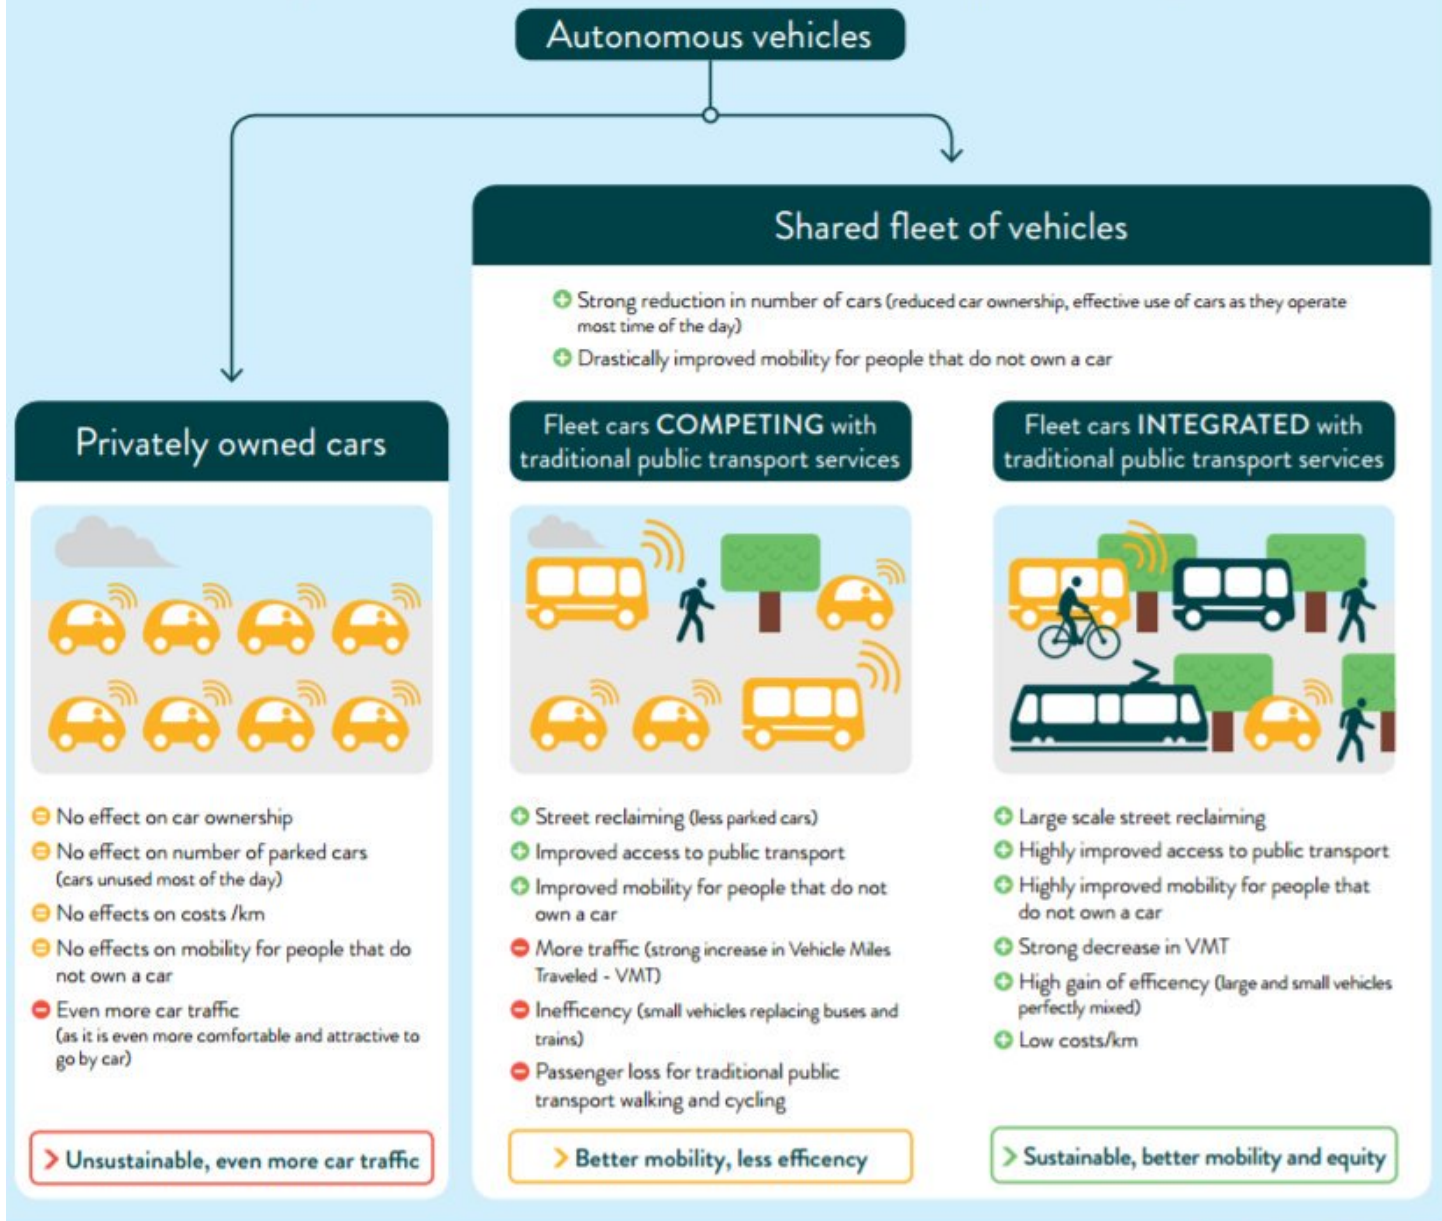 Autonomous vehicles
Shared fleet of vehicles
Strong reduction in number of cars (reduced car ownership, effective use of cars as they operate
most time of the day)
Drastically improved mobility for people that do not own a car
Privately owned cars
No effect on car ownership
No effect on number of parked cars
(cars unused most of the day)
No effects on costs /km
No effects on mobility for people that do
not own a car
Even more car traffic
(as it is even more comfortable and attractive to
go by car)
Unsustainable, even more car traffic
Fleet cars COMPETING with
traditional public transport services
Street reclaiming (less parked cars)
Improved access to public transport
Improved mobility for people that do not
own a car
More traffic (strong increase in Vehicle Miles
Traveled - VMT)
Inefficency (small vehicles replacing buses and
trains)
Passenger loss for traditional public
transport walking and cycling
Better mobility, less efficency
Fleet cars INTEGRATED with
traditional public transport services
Large scale street reclaiming
Highly improved access to public transport
Highly improved mobility for people that
do not own a car
Strong decrease in VMT
High gain of efficency (large and small vehicles
perfectly mixed)
Low costs/km
Sustainable, better mobility and equity